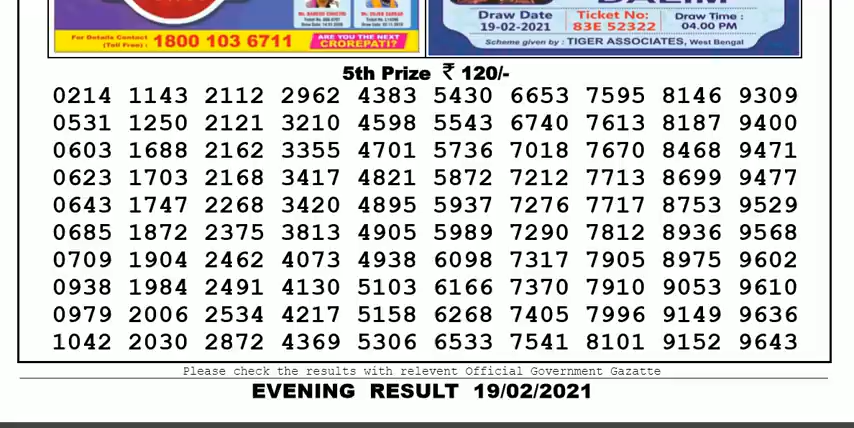 For Details Contact (Toll Free) : 1800 103 6711
ARE YOU THE NEXT
CROREPATI?
Draw Date
19-02-2021
Ticket No:
83E 52322
Draw Time :
04.00 PM
Scheme given by : TIGER ASSOCIATES, West Bengal
5th Prize ₹ 120/-
0214 1143 2112 2962 4383 5430 6653 7595 8146 9309
0531 1250 2121 3210 4598 5543 6740 7613 8187 9400
0603 1688 2162 3355 4701 5736 7018 7670 8468 9471
0623 1703 2168 3417 4821 5872 7212 7713 8699 9477
0643 1747 2268 3420 4895 5937 7276 7717 8753 9529
0685 1872 2375 3813 4905 5989 7290 7812 8936 9568
0709 1904 2462 4073 4938 6098 7317 7905 8975 9602
0938 1984 2491 4130 5103 6166 7370 7910 9053 9610
0979 2006 2534 4217 5158 6268 7405 7996 9149 9636
1042 2030 2872 4369 5306 6533 7541 8101 9152 9643
Please check the results with relevent Official Government Gazatte
EVENING RESULT 19/02/2021